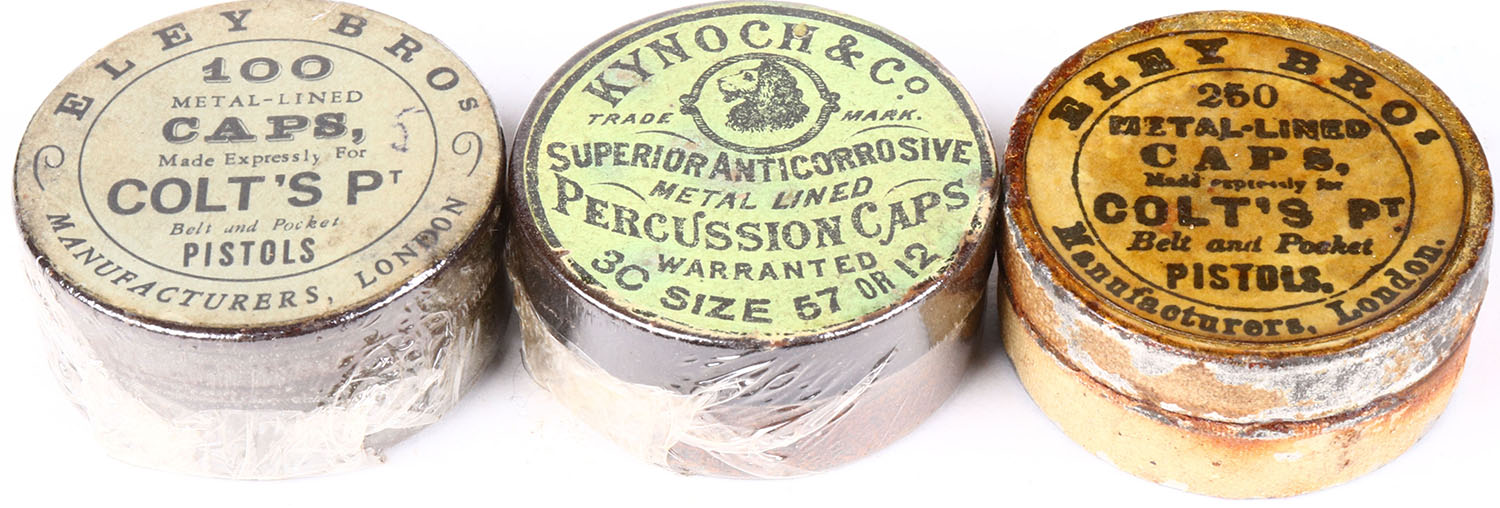 ELEY BROS
100
METAL-LINED
CAPS,
Made Expressly For
COLT'S PT
Belt and Pocket
PISTOLS
MANUFACTURERS, LONDON
KYNOCH & Co
TRADE MARK.
SUPERIOR ANTICORROSIVE
METAL LINED
PERCUSSION CAPS
WARRANTED
3C SIZE 57 OR 12
ELEY BROS
250
METAL-LINED
CAPS,
Made expressly for
COLT'S PT
Belt and Pocket
PISTOLS.
Manufacturers, London.